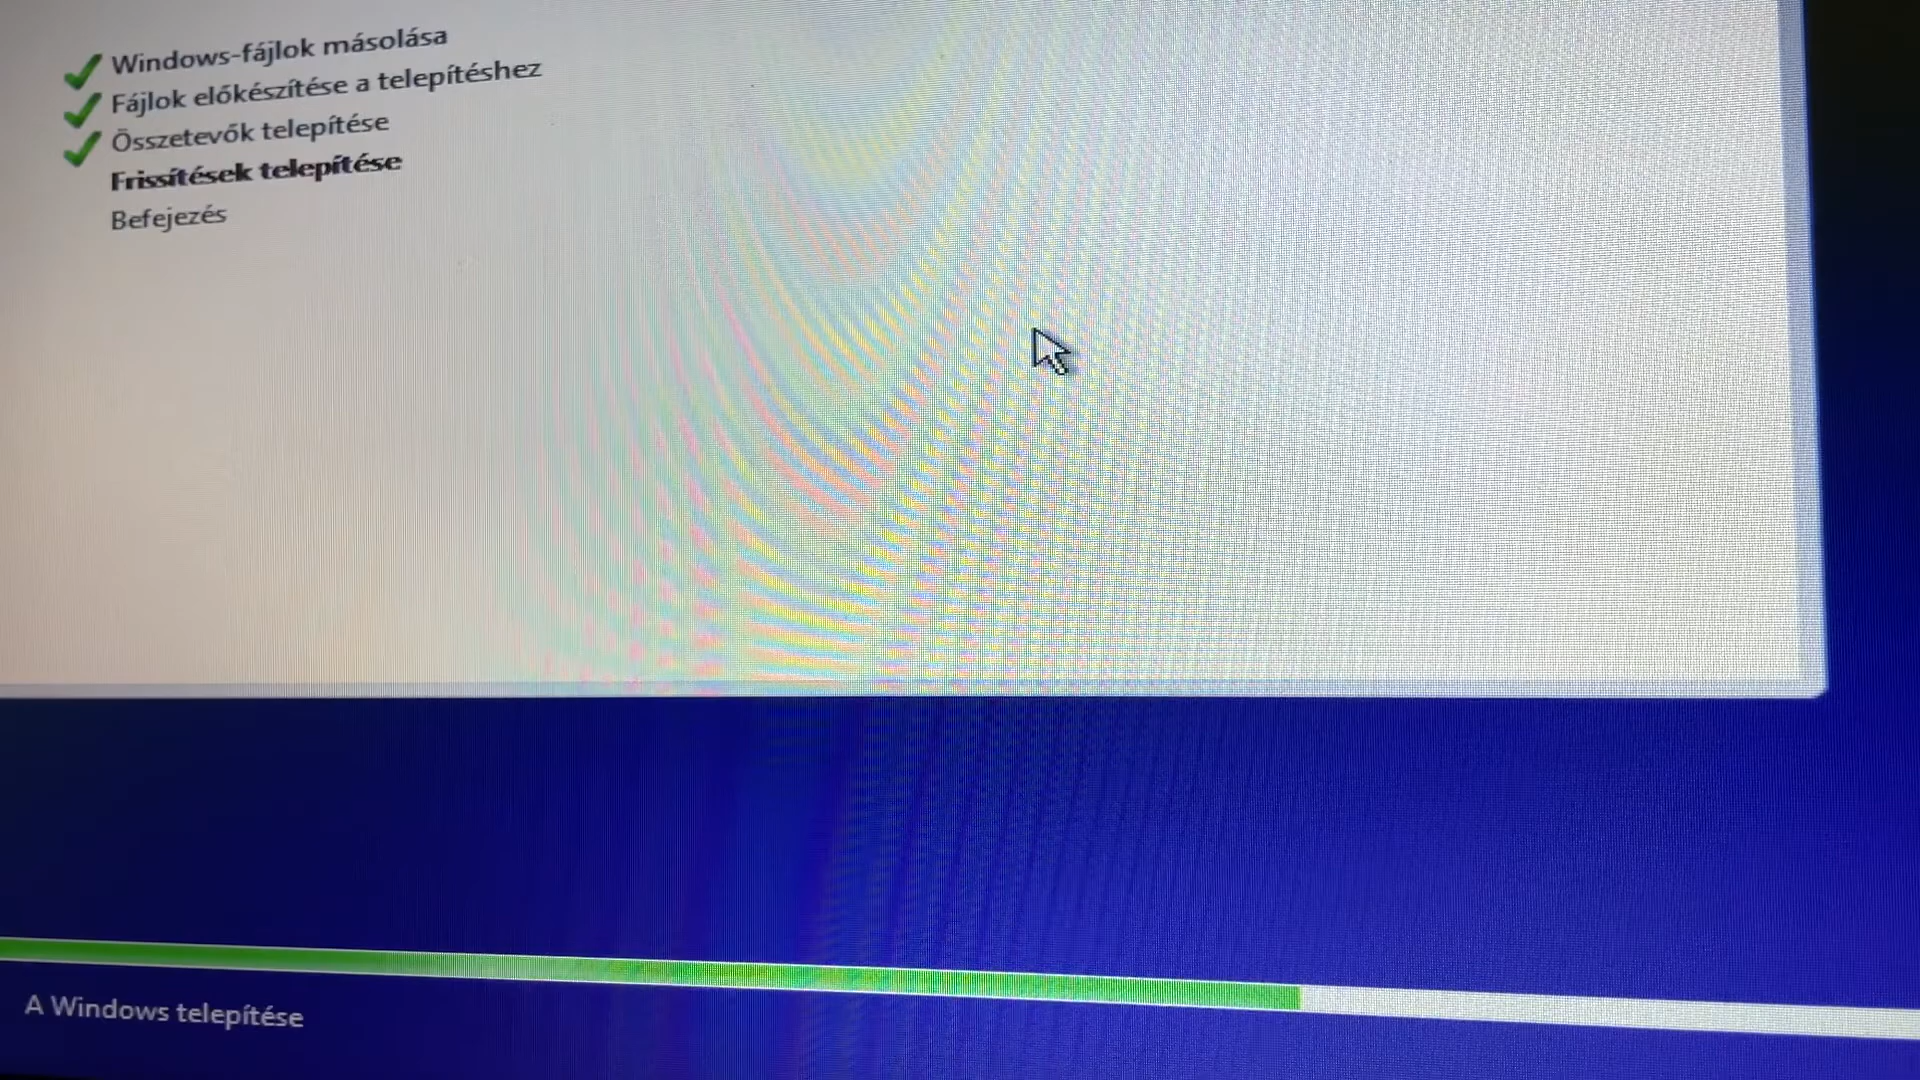 Windows-fájlok másolása
Fájlok előkészítése a telepítéshez
Összetevők telepítése
Frissítések telepítése
Befejezés
A Windows telepítése